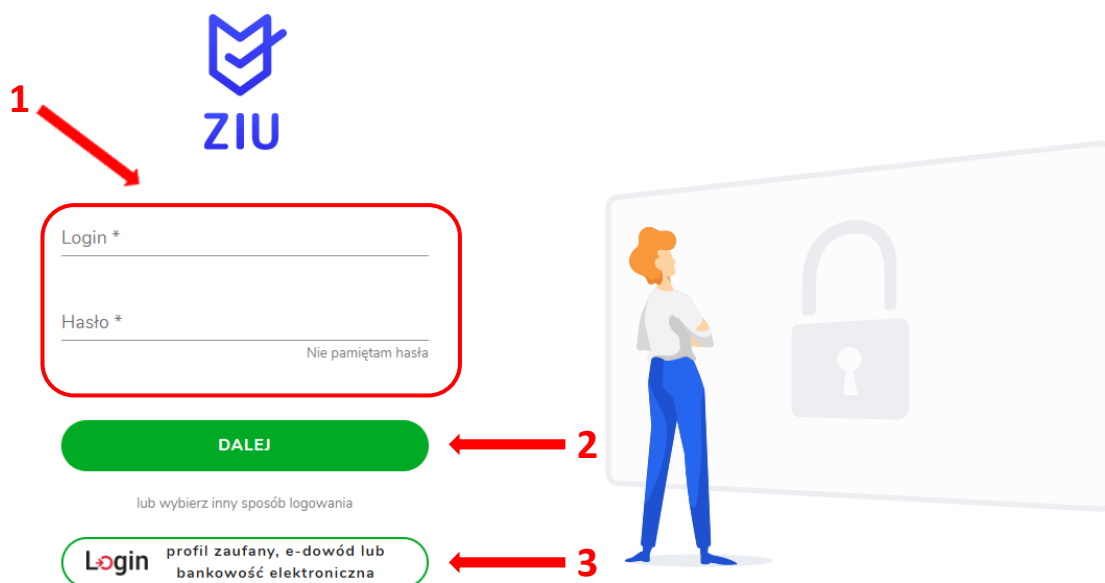 1
ZIU
Login *
Hasło *
Nie pamiętam hasła
DALEJ
2
lub wybierz inny sposób logowania
Login
profil zaufany, e-dowód lub
bankowość elektroniczna
3